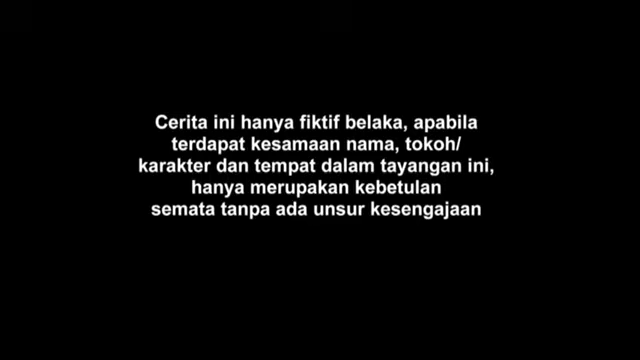 Cerita ini hanya fiktif belaka, apabila
terdapat kesamaan nama, tokoh/
karakter dan tempat dalam tayangan ini,
hanya merupakan kebetulan
semata tanpa ada unsur kesengajaan